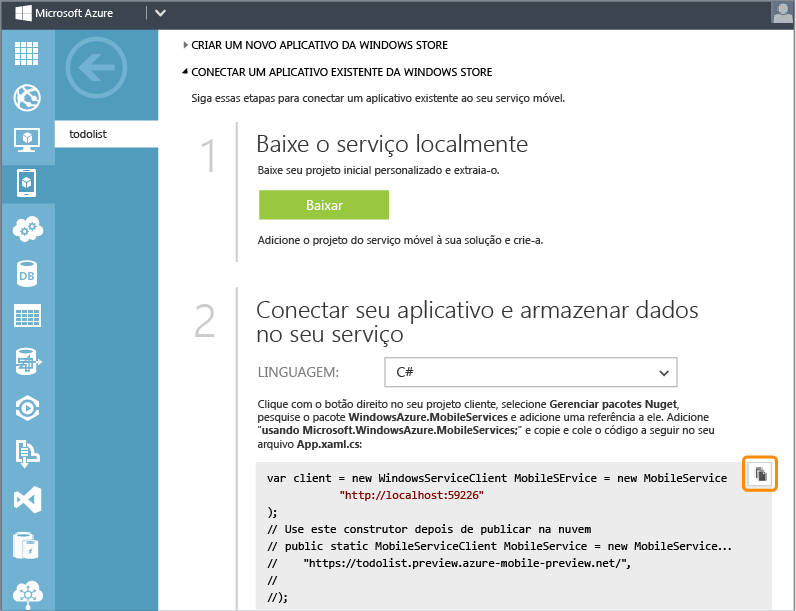 Microsoft Azure
CRIAR UM NOVO APLICATIVO DA WINDOWS STORE
CONECTAR UM APLICATIVO EXISTENTE DA WINDOWS STORE
Siga essas etapas para conectar um aplicativo existente ao seu serviço móvel.
todolist
1
Baixe o serviço localmente
Baixe seu projeto inicial personalizado e extraia-o.
Baixar
Adicione o projeto do serviço móvel à sua solução e crie-a.
2
Conectar seu aplicativo e armazenar dados
no seu serviço
LINGUAGEM:
C#
Clique com o botão direito no seu projeto cliente, selecione Gerenciar pacotes Nuget,
pesquise o pacote WindowsAzure.MobileServices e adicione uma referência a ele. Adicione
"usando Microsoft.WindowsAzure.MobileServices;" e copie e cole o código a seguir no seu
arquivo App.xaml.cs:
var client = new WindowsServiceClient MobileSErvice = new MobileService
"http://localhost:59226"
);
// Use este construtor depois de publicar na nuvem
// public static MobileServiceClient MobileService = new MobileService...
// "https://todolist.preview.azure-mobile-preview.net/",
//
//);
DB